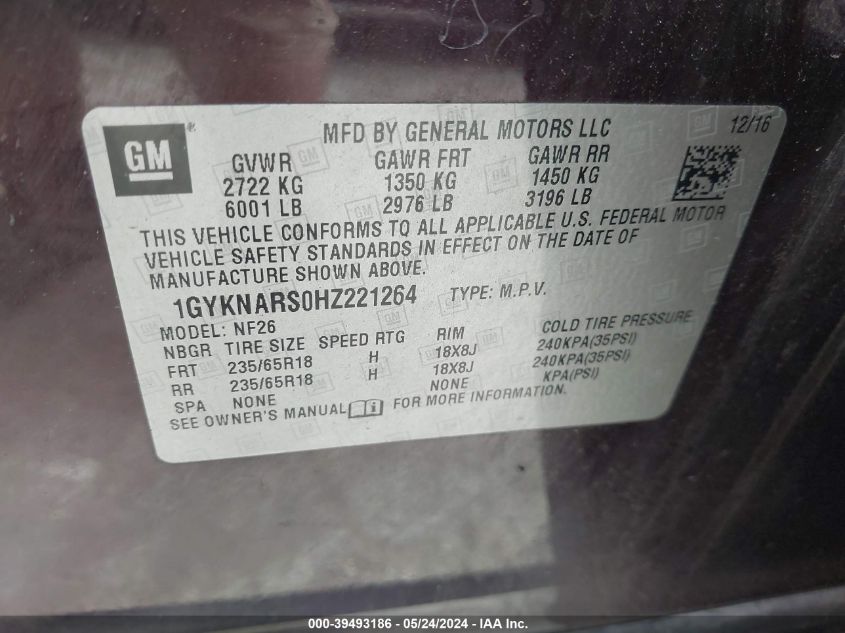 GM
MFD BY GENERAL MOTORS LLC
12/16
GVWR GAWR FRT GAWR RR
2722 KG 1350 KG 1450 KG
6001 LB 2976 LB 3196 LB
THIS VEHICLE CONFORMS TO ALL APPLICABLE U.S. FEDERAL MOTOR
VEHICLE SAFETY STANDARDS IN EFFECT ON THE DATE OF
MANUFACTURE SHOWN ABOVE.
1GYKNARS0HZ221264 TYPE: M.P.V.
MODEL: NF26
NBGR TIRE SIZE SPEED RTG RIM COLD TIRE PRESSURE
FRT 235/65R18 H 18X8J 240KPA(35PSI)
RR 235/65R18 H 18X8J 240KPA(35PSI)
SPA NONE NONE KPA(PSI)
SEE OWNER'S MANUAL i FOR MORE INFORMATION.
000-39493186 - 05/24/2024 - IAA Inc.